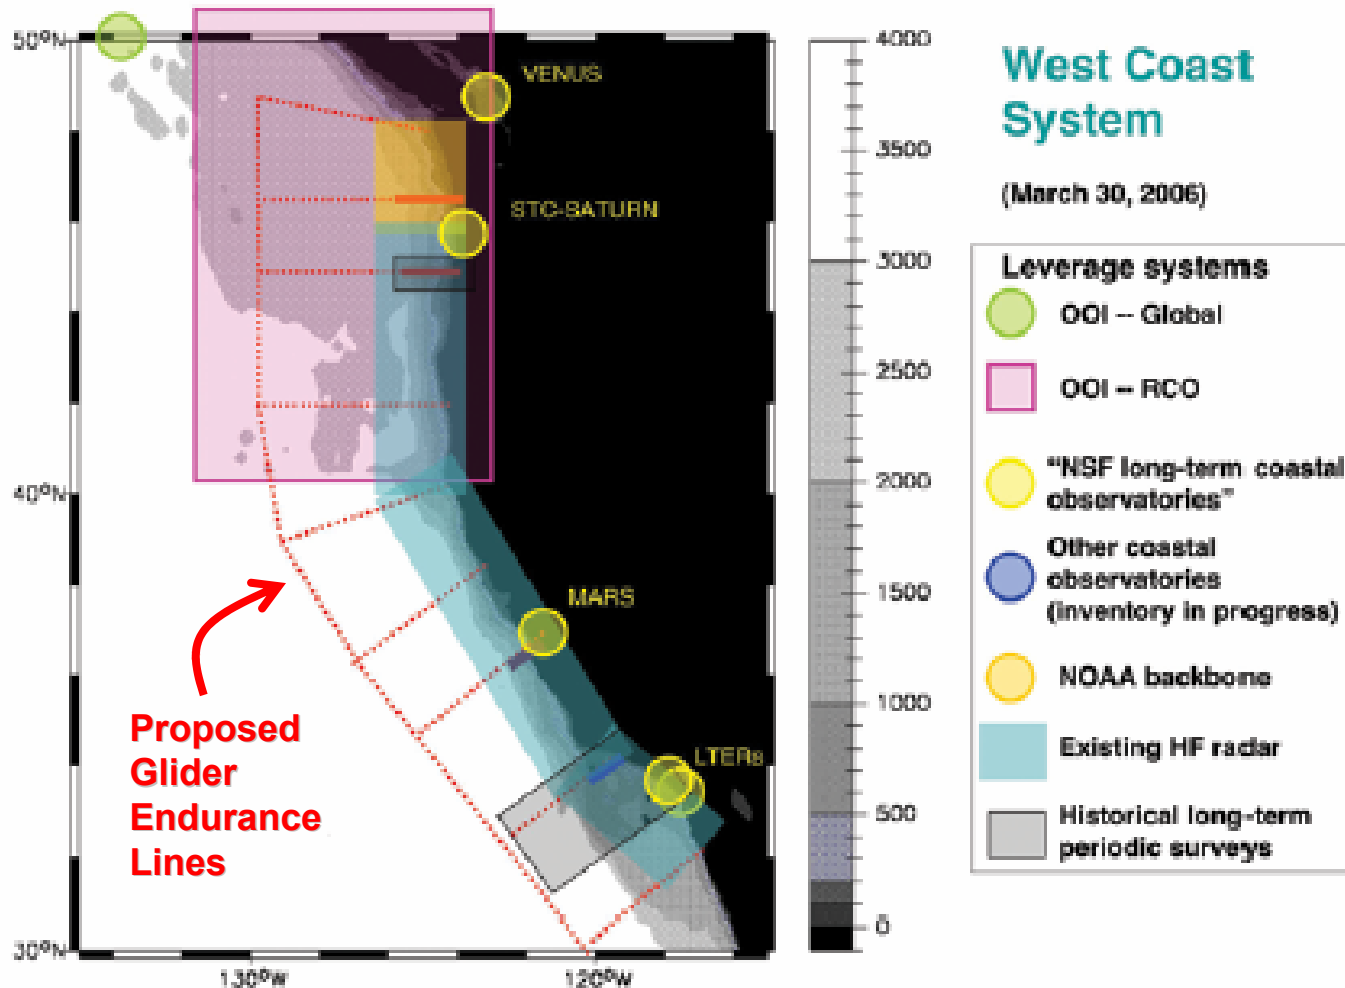 50°N
40°N
30°N
130°W
120°W
VENUS
STC-SATURN
MARS
LTERs
Proposed
Glider
Endurance
Lines
4000
3500
3000
2500
2000
1500
1000
500
0
West Coast
System
(March 30, 2006)
Leverage systems
OOI -- Global
OOI -- RCO
"NSF long-term coastal
observatories"
Other coastal
observatories
(inventory in progress)
NOAA backbone
Existing HF radar
Historical long-term
periodic surveys